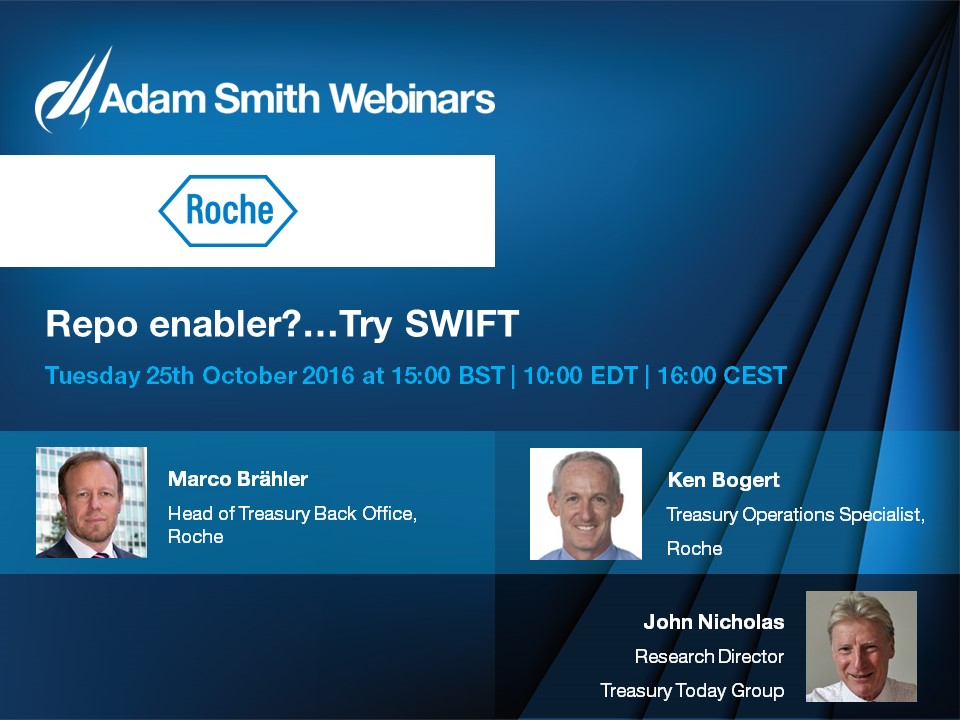 Adam Smith Webinars
Roche
Repo enabler?...Try SWIFT
Tuesday 25th October 2016 at 15:00 BST | 10:00 EDT | 16:00 CEST
Marco Brähler
Head of Treasury Back Office,
Roche
Ken Bogert
Treasury Operations Specialist,
Roche
John Nicholas
Research Director
Treasury Today Group